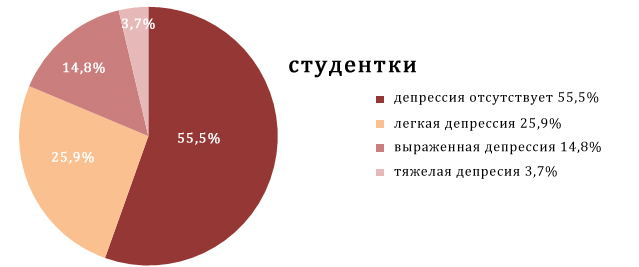 3,7%
14,8%
55,5%
25,9%
студентки
депрессия отсутствует 55,5%
легкая депрессия 25,9%
выраженная депрессия 14,8%
тяжелая депресия 3,7%